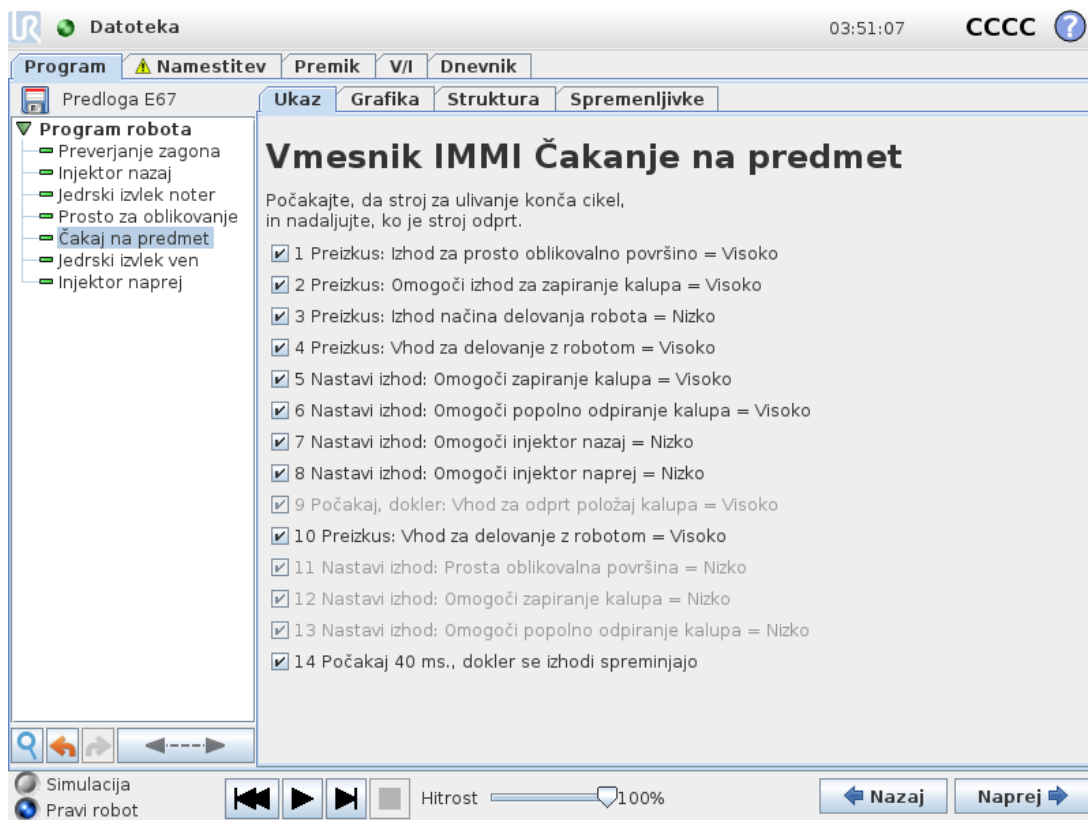 UR Datoteka 03:51:07 CCCC ?
Program Namestitev Premik V/I Dnevnik
Predloga E67
Ukaz Grafika Struktura Spremenljivke
Program robota
Preverjanje zagona
Injektor nazaj
Jedrski izvlek noter
Prosto za oblikovanje
Čakaj na predmet
Jedrski izvlek ven
Injektor naprej
Vmesnik IMMI Čakanje na predmet
Počakajte, da stroj za ulivanje konča cikel,
in nadaljujte, ko je stroj odprt.
1 Preizkus: Izhod za prosto oblikovalno površino = Visoko
2 Preizkus: Omogoči izhod za zapiranje kalupa = Visoko
3 Preizkus: Izhod načina delovanja robota = Nizko
4 Preizkus: Vhod za delovanje z robotom = Visoko
5 Nastavi izhod: Omogoči zapiranje kalupa = Visoko
6 Nastavi izhod: Omogoči popolno odpiranje kalupa = Visoko
7 Nastavi izhod: Omogoči injektor nazaj = Nizko
8 Nastavi izhod: Omogoči injektor naprej = Nizko
9 Počakaj, dokler: Vhod za odprt položaj kalupa = Visoko
10 Preizkus: Vhod za delovanje z robotom = Visoko
11 Nastavi izhod: Prosta oblikovalna površina = Nizko
12 Nastavi izhod: Omogoči zapiranje kalupa = Nizko
13 Nastavi izhod: Omogoči popolno odpiranje kalupa = Nizko
14 Počakaj 40 ms., dokler se izhodi spreminjajo
Simulacija
Pravi robot
Hitrost 100%
Nazaj Naprej